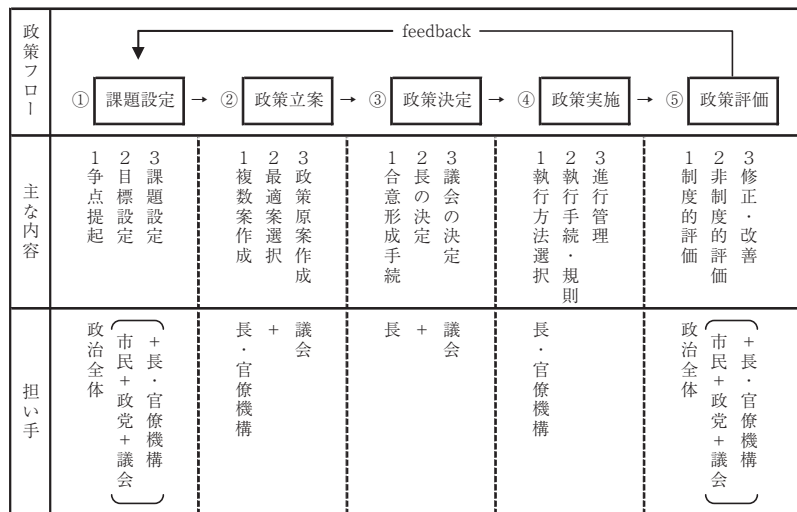 政策フロー
feedback
① 課題設定 → ② 政策立案 → ③ 政策決定 → ④ 政策実施 → ⑤ 政策評価
主な内容
1争点提起
2目標設定
3課題設定
1複数案作成
2最適案選択
3政策原案作成
1合意形成手続
2長の決定
3議会の決定
1執行方法選択
2執行手続・規則
3進行管理
1制度的評価
2非制度的評価
3修正・改善
担い手
政治全体
市民+政党+議会
+長・官僚機構
長・官僚機構
+
議会
長
+
議会
長・官僚機構
政治全体
市民+政党+議会
+長・官僚機構